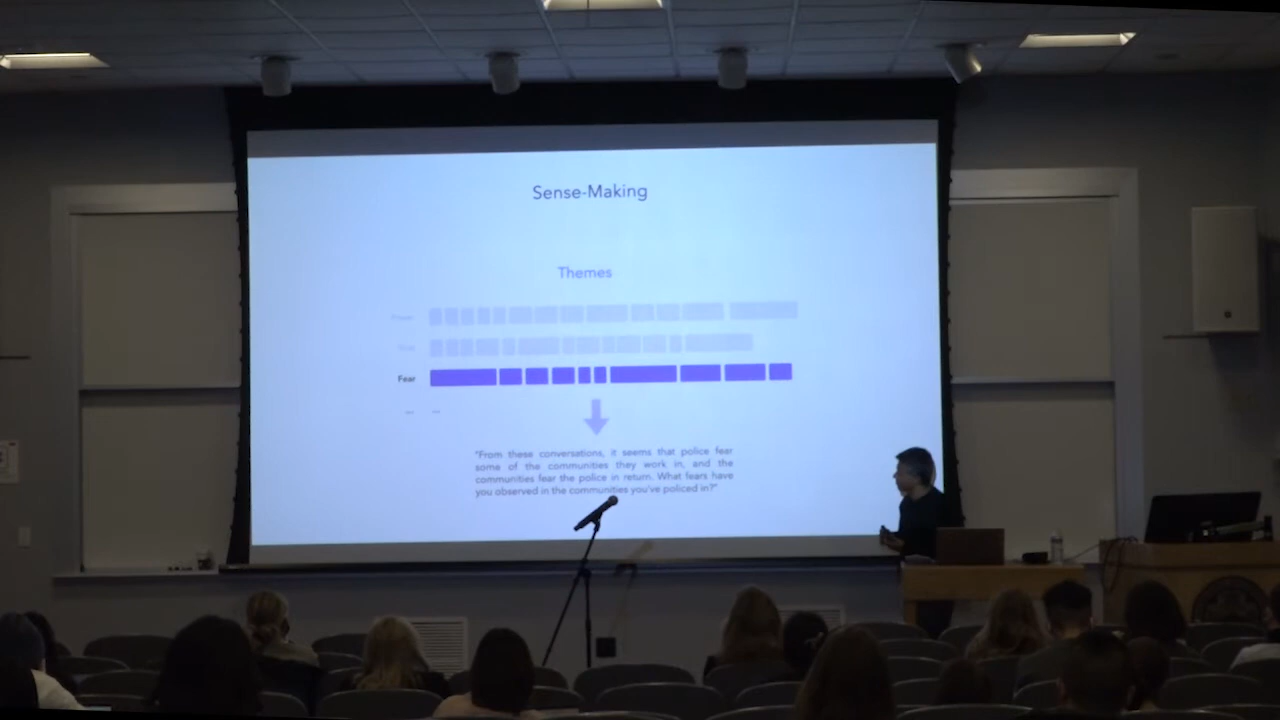 Sense-Making
Themes
Power
Fear
... ...
"From these conversations, it seems that police fear
some of the communities they work in, and the
communities fear the police in return. What fears have
you observed in the communities you've policed in?"